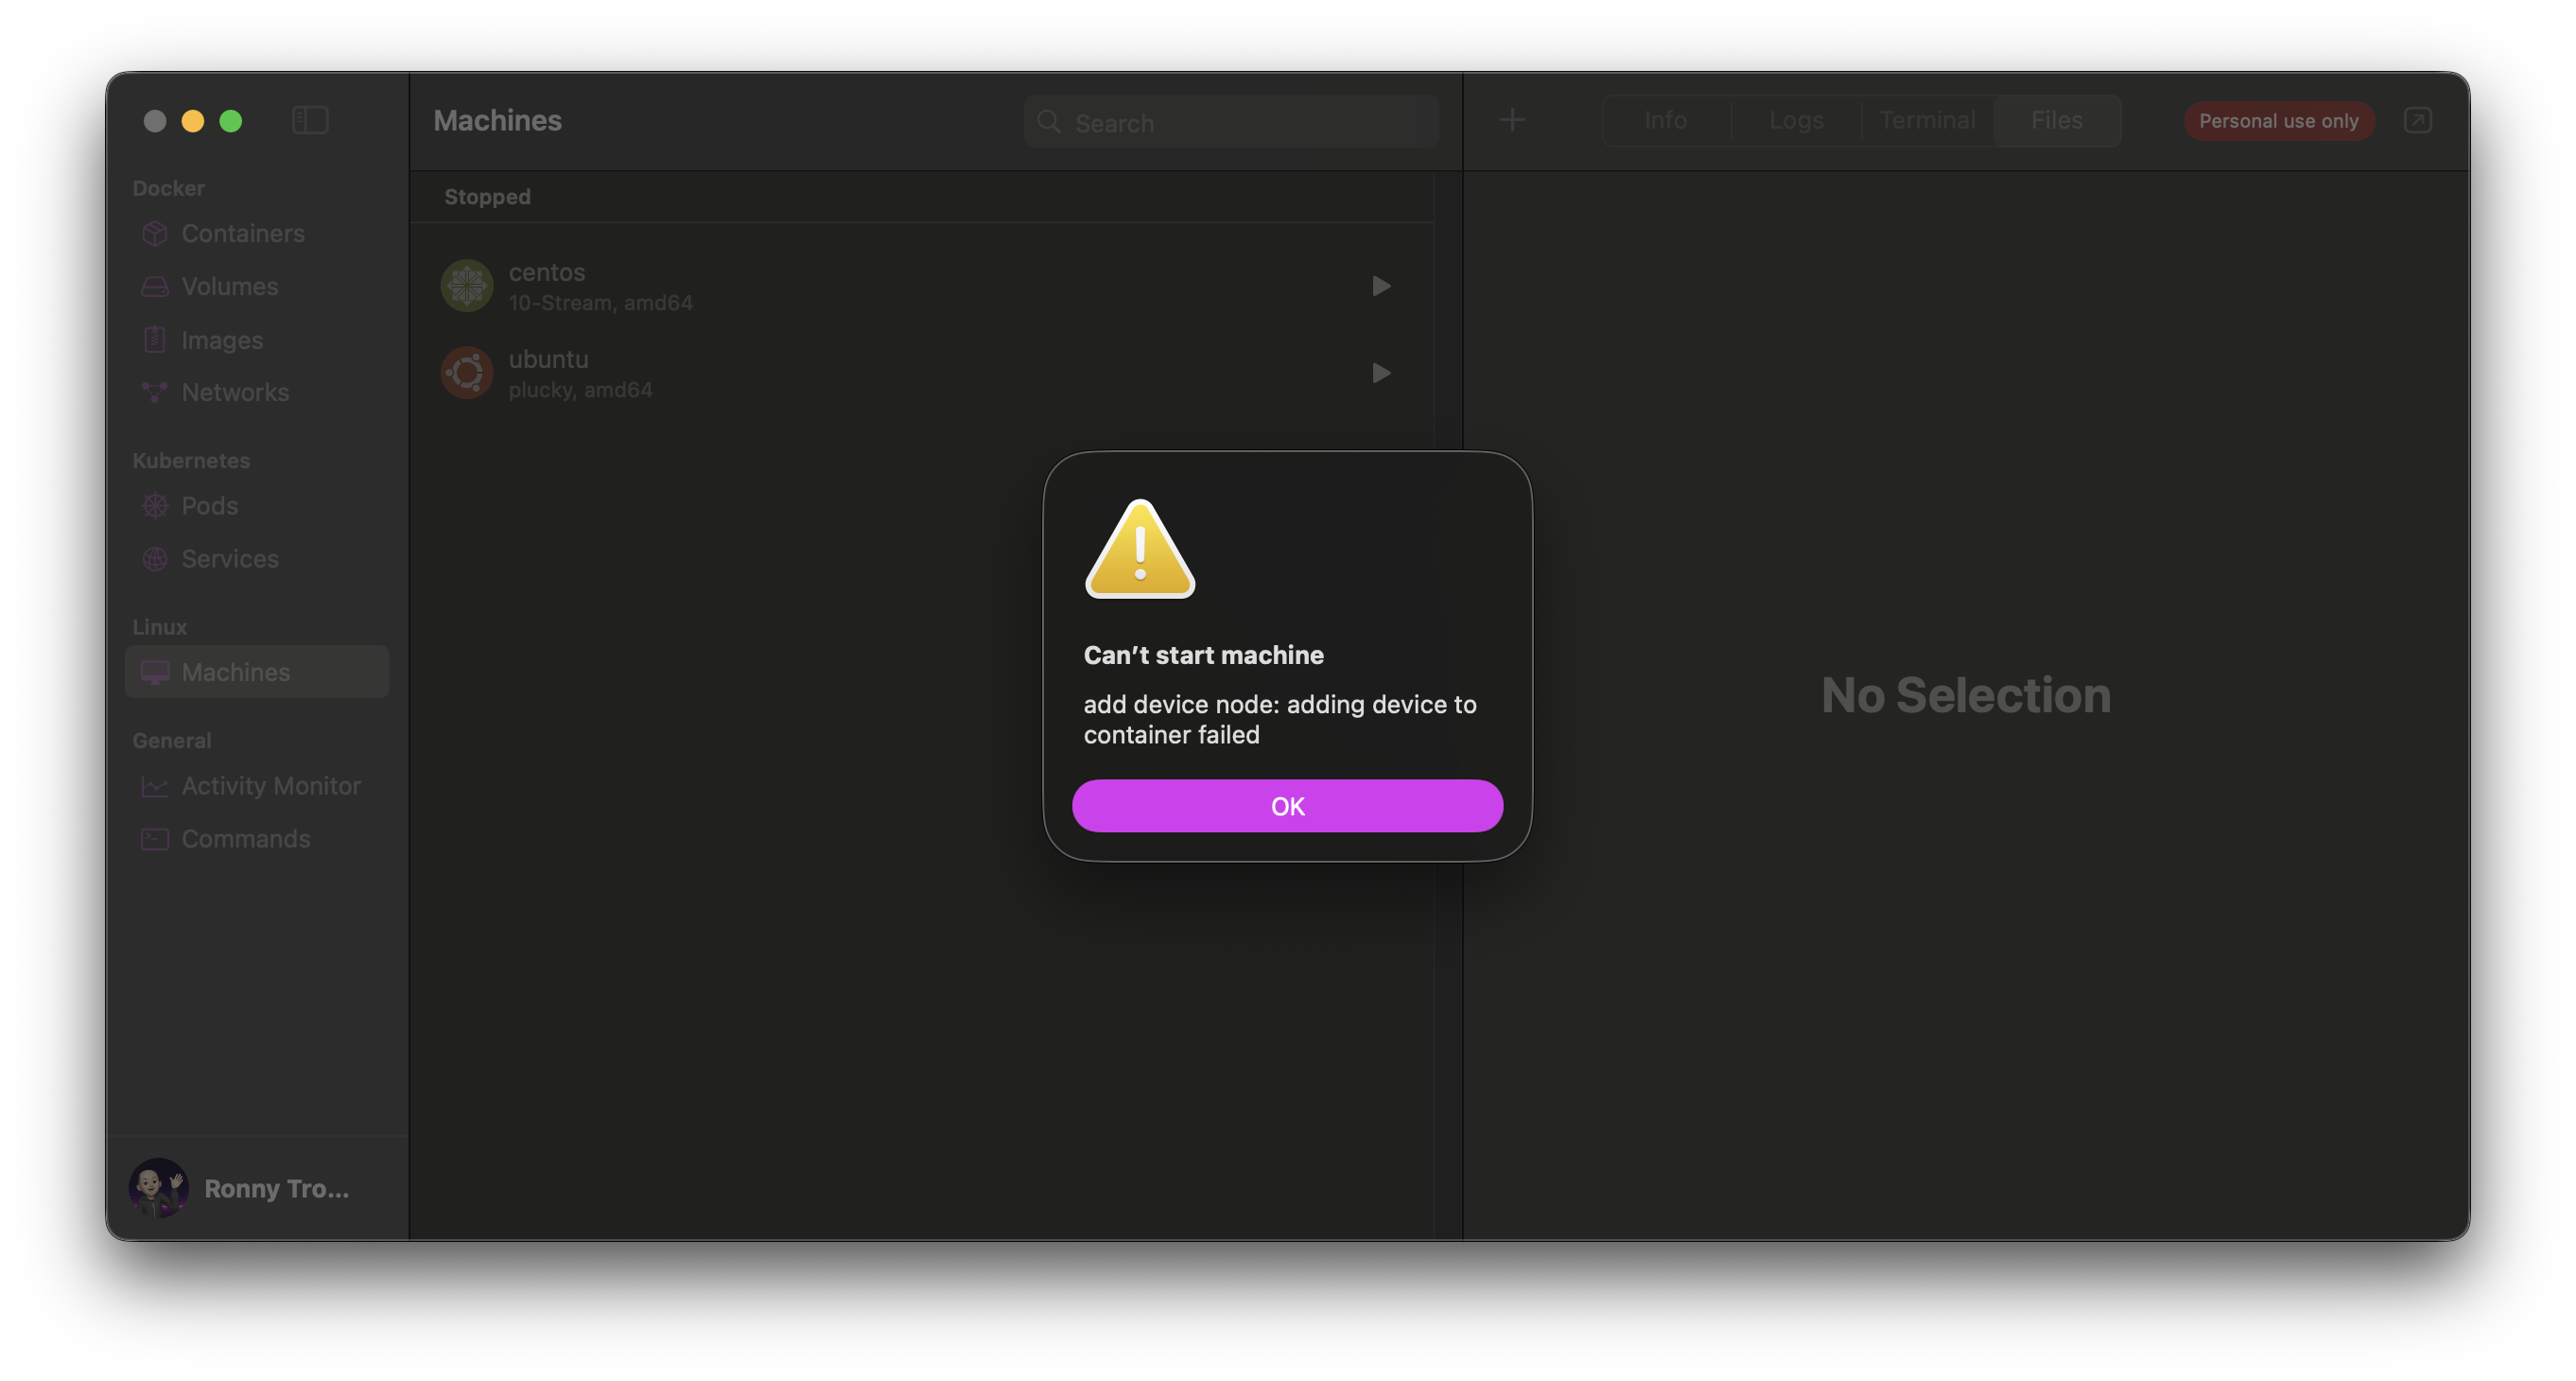 Machines
Search
Info
Logs
Terminal
Files
Personal use only
Docker
Containers
Volumes
Images
Networks
Kubernetes
Pods
Services
Linux
Machines
General
Activity Monitor
Commands
Ronny Tro...
Stopped
centos
10-Stream, amd64
ubuntu
plucky, amd64
Can’t start machine
add device node: adding device to
container failed
OK
No Selection